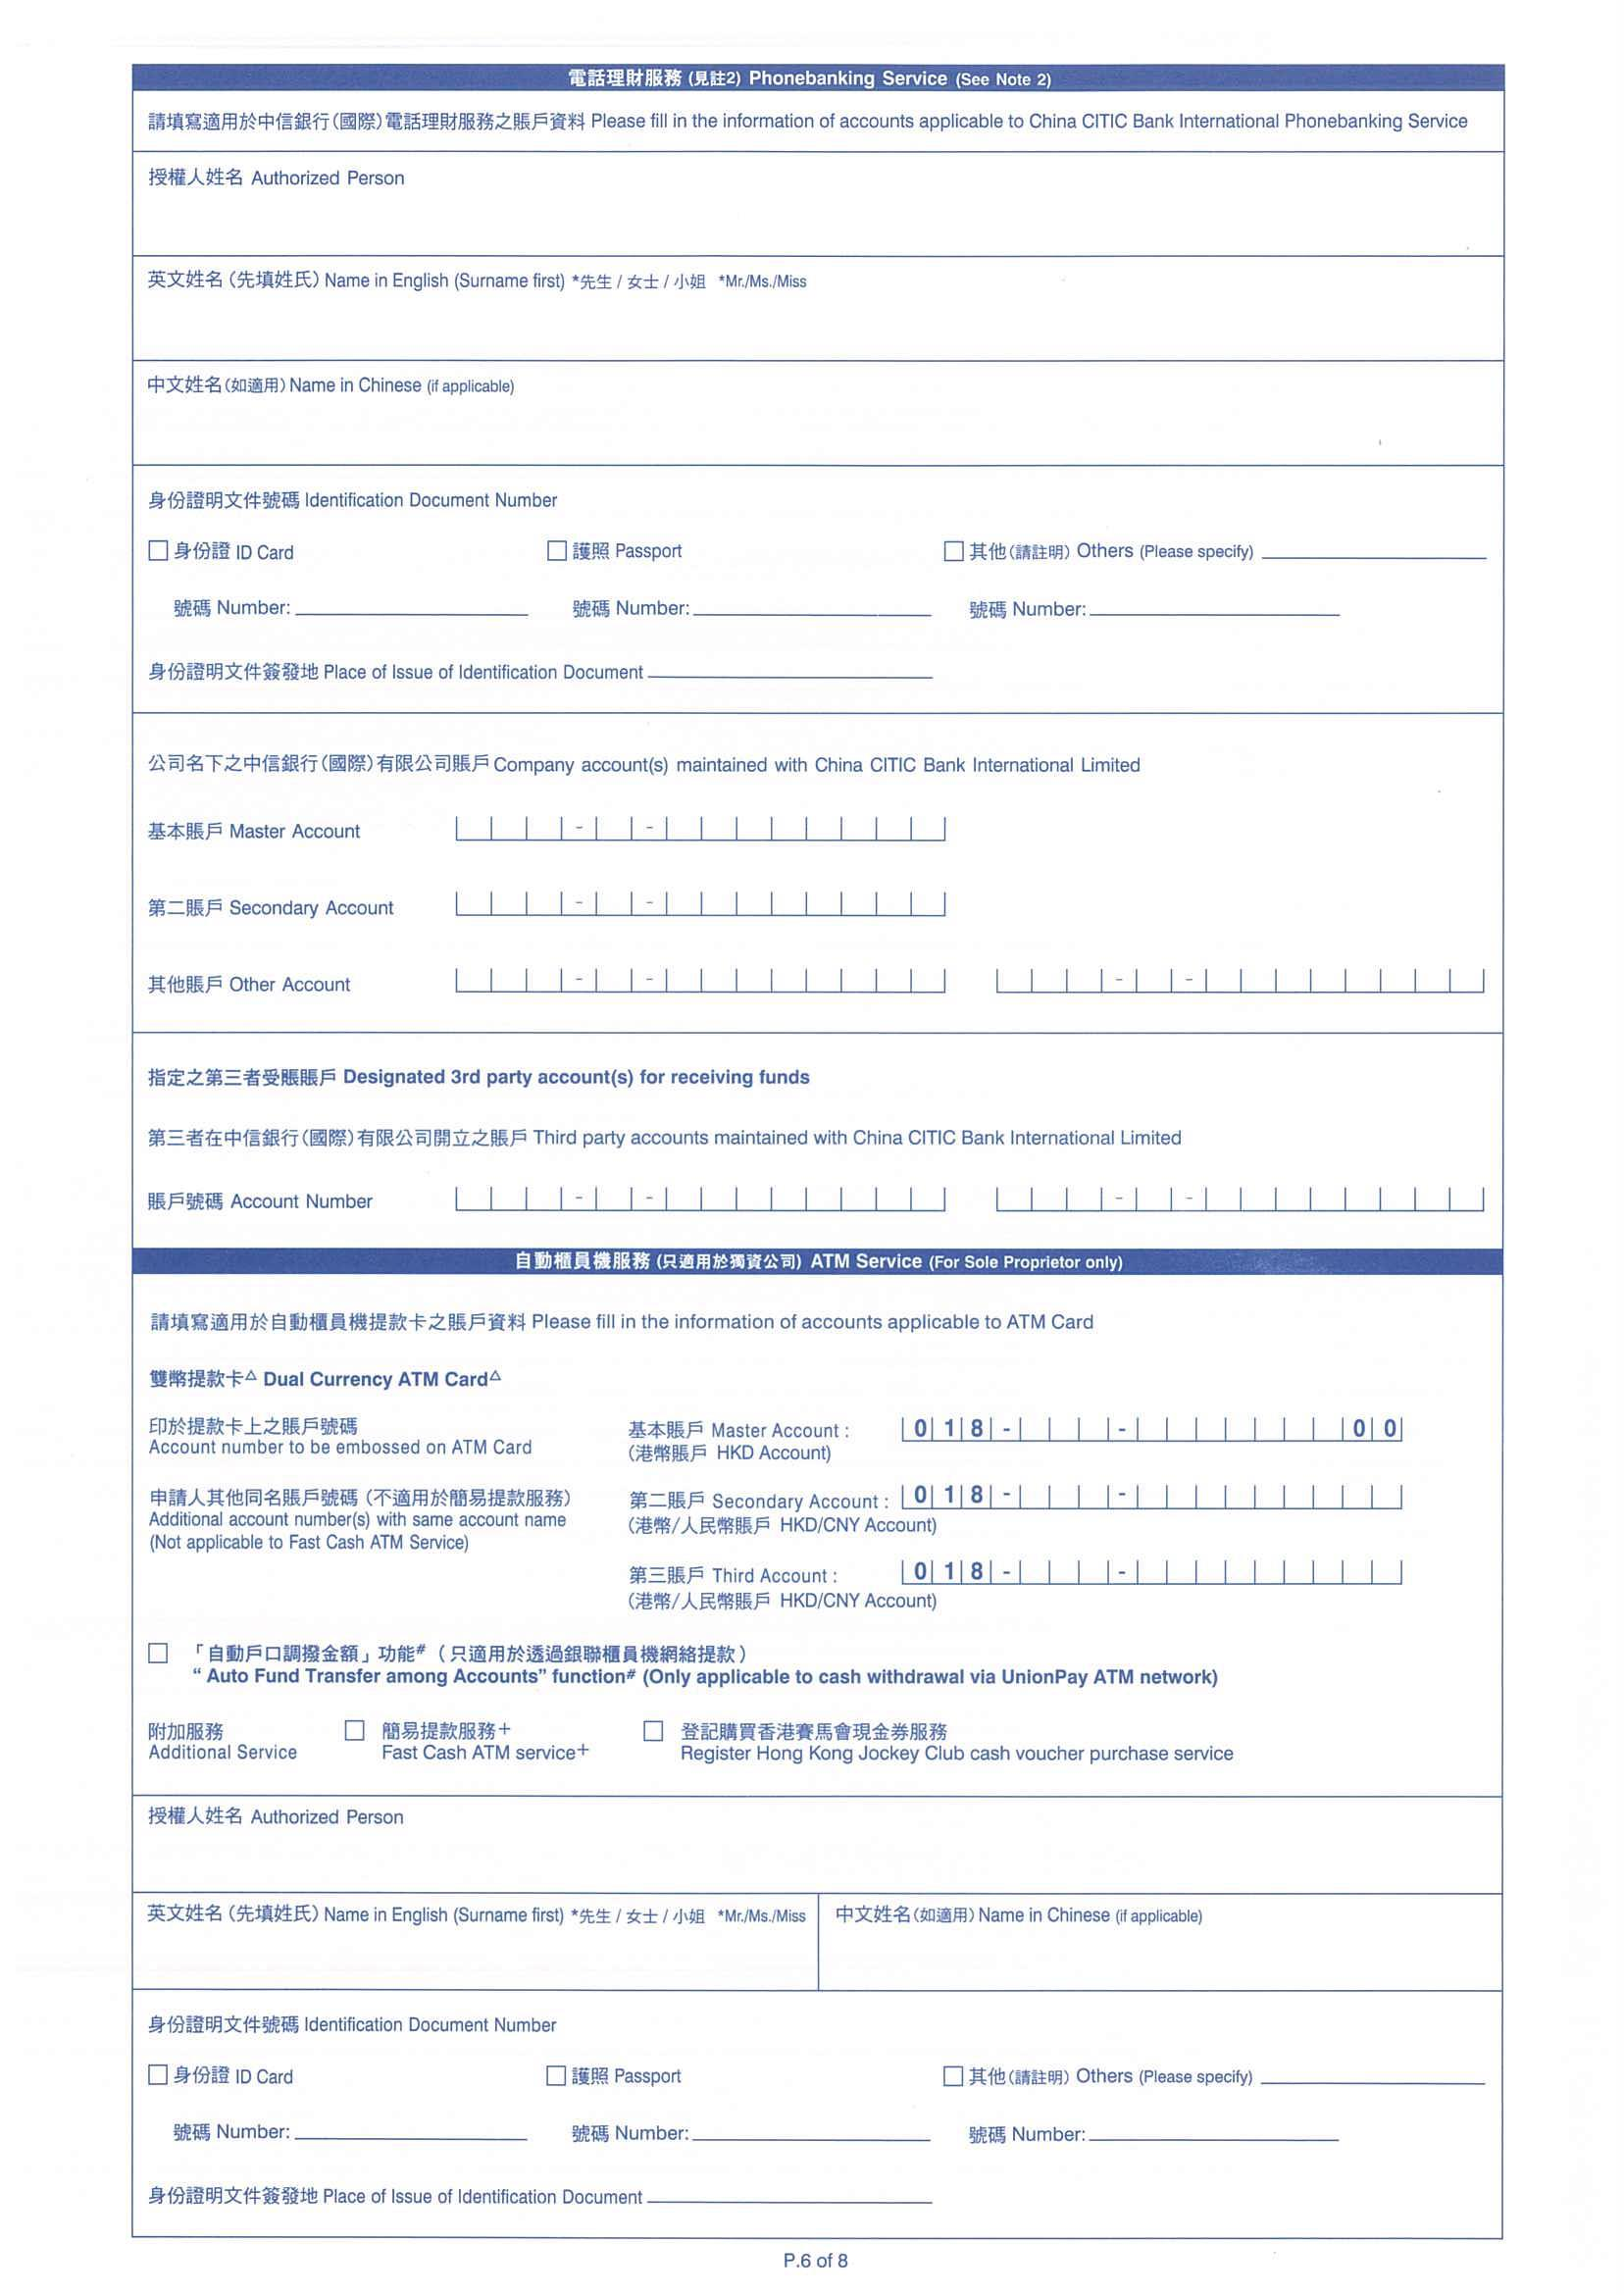 電話理財服務 (見註2) Phonebanking Service (See Note 2)
請填寫適用於中信銀行(國際)電話理財服務之賬戶資料 Please fill in the information of accounts applicable to China CITIC Bank International Phonebanking Service
授權人姓名 Authorized Person
英文姓名 (先填姓氏) Name in English (Surname first) *先生 / 女士 / 小姐 *Mr./Ms./Miss
中文姓名(如適用) Name in Chinese (if applicable)
身份證明文件號碼 Identification Document Number
身份證 ID Card 護照 Passport 其他(請註明) Others (Please specify)
號碼 Number: 號碼 Number: 號碼 Number:
身份證明文件簽發地 Place of Issue of Identification Document
公司名下之中信銀行(國際)有限公司賬戶 Company account(s) maintained with China CITIC Bank International Limited
基本賬戶 Master Account - -
第二賬戶 Secondary Account - -
其他賬戶 Other Account - - - -
指定之第三者受賬賬戶 Designated 3rd party account(s) for receiving funds
第三者在中信銀行(國際)有限公司開立之賬戶 Third party accounts maintained with China CITIC Bank International Limited
賬戶號碼 Account Number - - - -
自動櫃員機服務 (只適用於獨資公司) ATM Service (For Sole Proprietor only)
請填寫適用於自動櫃員機提款卡之賬戶資料 Please fill in the information of accounts applicable to ATM Card
雙幣提款卡△ Dual Currency ATM Card△
印於提款卡上之賬戶號碼 基本賬戶 Master Account : 0 1 8 - - 0 0
Account number to be embossed on ATM Card (港幣賬戶 HKD Account)
申請人其他同名賬戶號碼 (不適用於簡易提款服務) 第二賬戶 Secondary Account : 0 1 8 - -
Additional account number(s) with same account name (港幣/人民幣賬戶 HKD/CNY Account)
(Not applicable to Fast Cash ATM Service)
第三賬戶 Third Account : 0 1 8 - -
(港幣/人民幣賬戶 HKD/CNY Account)
「自動戶口調撥金額」功能# (只適用於透過銀聯櫃員機網絡提款)
“ Auto Fund Transfer among Accounts” function# (Only applicable to cash withdrawal via UnionPay ATM network)
附加服務 簡易提款服務+ 登記購買香港賽馬會現金券服務
Additional Service Fast Cash ATM service+ Register Hong Kong Jockey Club cash voucher purchase service
授權人姓名 Authorized Person
英文姓名 (先填姓氏) Name in English (Surname first) *先生 / 女士 / 小姐 *Mr./Ms./Miss 中文姓名(如適用) Name in Chinese (if applicable)
身份證明文件號碼 Identification Document Number
身份證 ID Card 護照 Passport 其他(請註明) Others (Please specify)
號碼 Number: 號碼 Number: 號碼 Number:
身份證明文件簽發地 Place of Issue of Identification Document
P.6 of 8